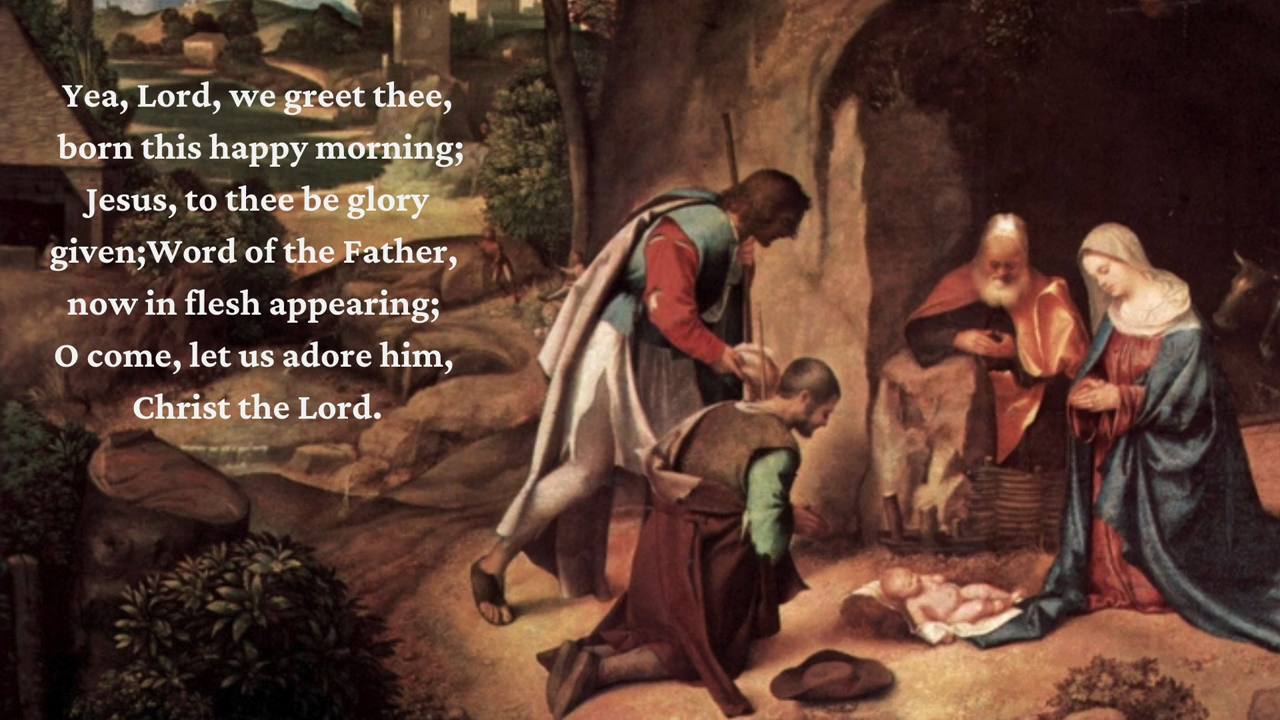 Yea, Lord, we greet thee,
born this happy morning;
Jesus, to thee be glory
given;Word of the Father,
now in flesh appearing;
O come, let us adore him,
Christ the Lord.